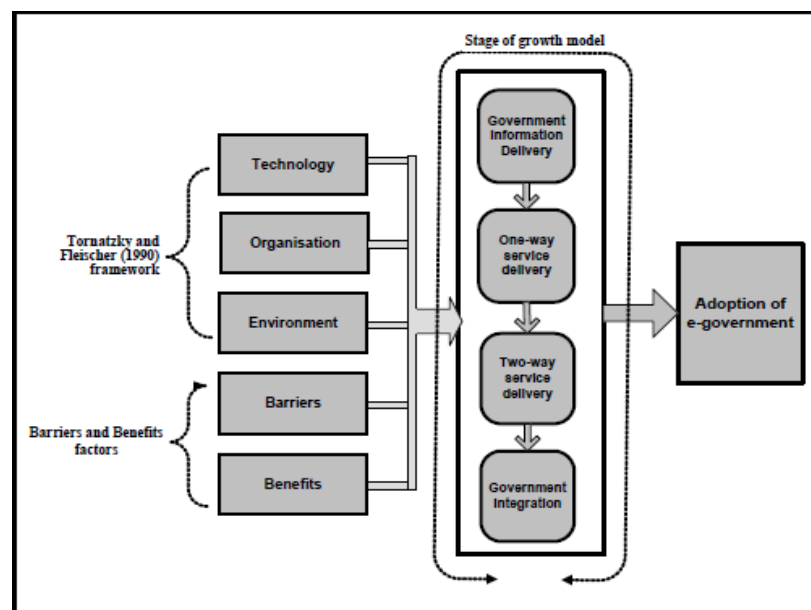 Stage of growth model
Government
Information
Delivery
Technology
Organisation
One-way
service
delivery
Tornatzky and
Fleischer (1990)
framework
Environment
Adoption of
e-government
Two-way
service
delivery
Barriers
Barriers and Benefits
factors
Benefits
Government
Integration